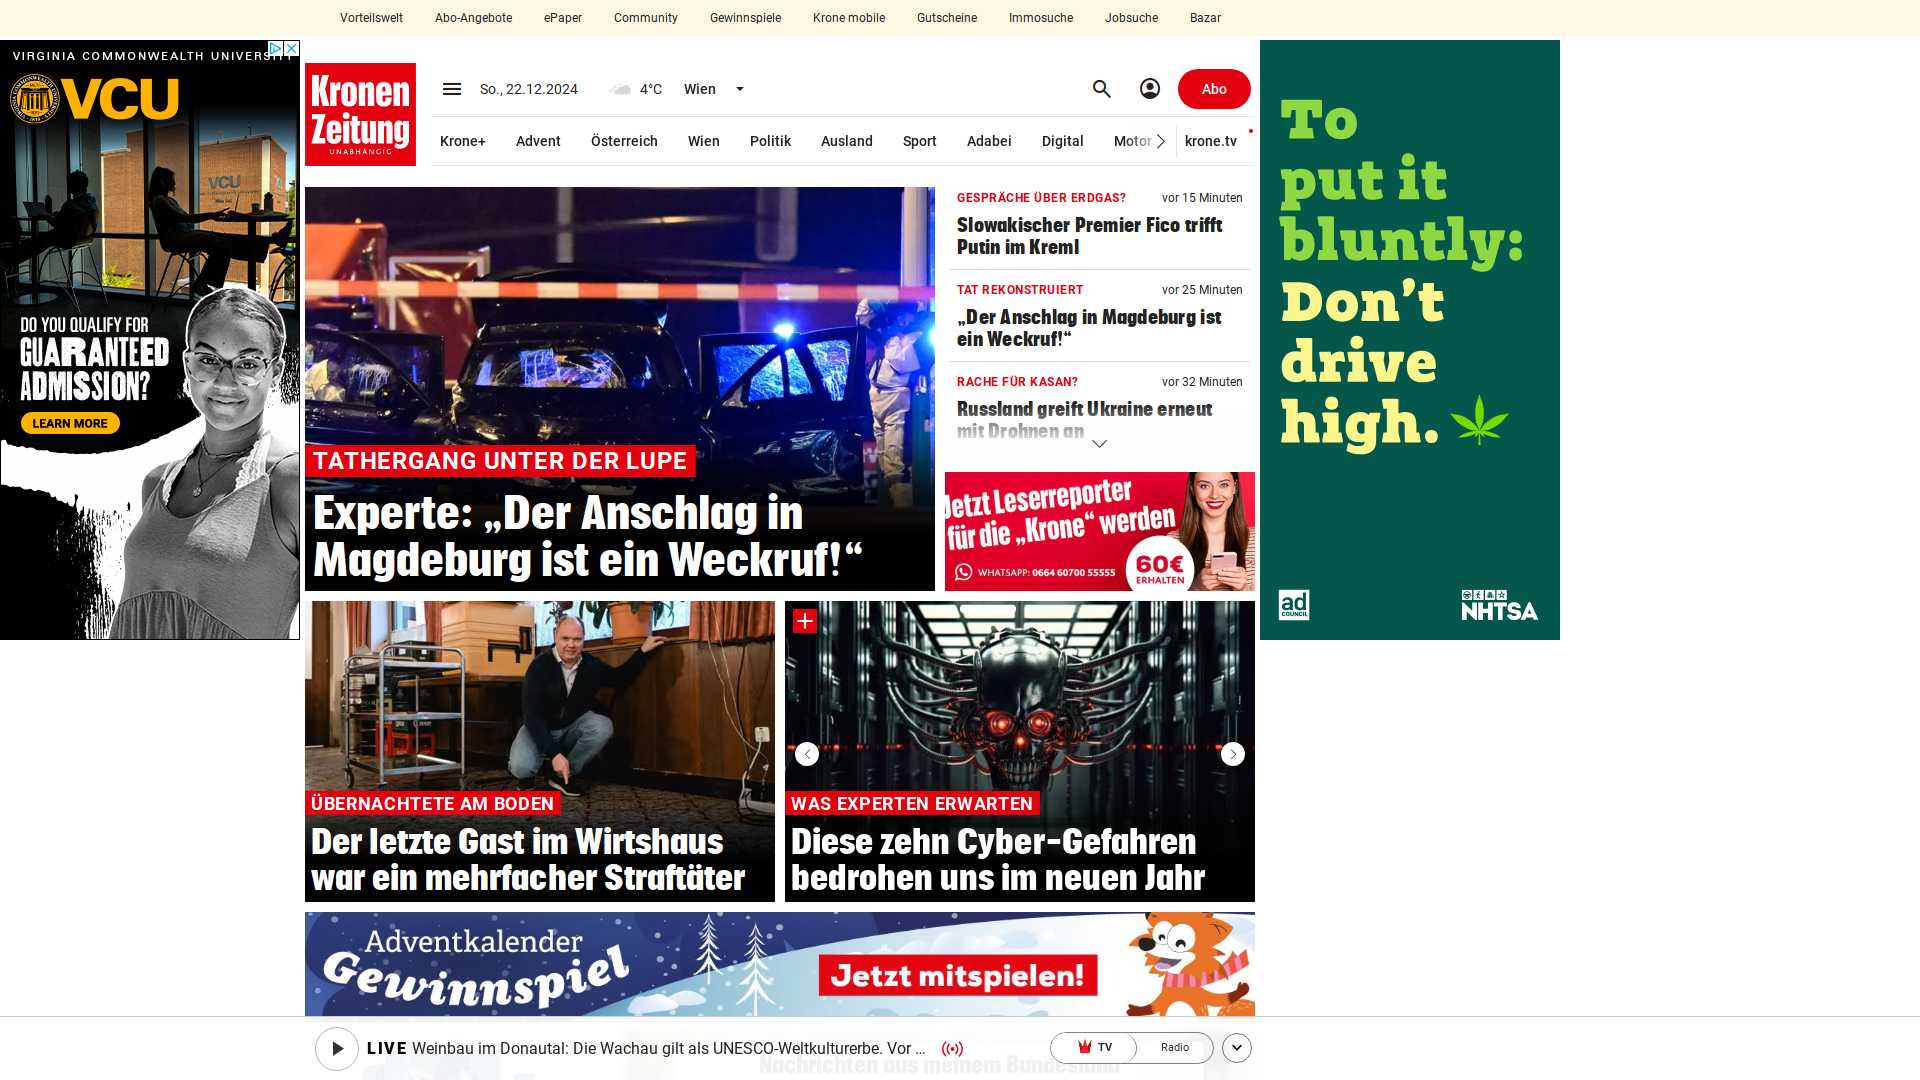 Vorteilswelt
Abo-Angebote
ePaper
Community
Gewinnspiele
Krone mobile
Gutscheine
Immosuche
Jobsuche
Bazar
VIRGINIA COMMONWEALTH UNIVERSITY
VCU
VCU
DO YOU QUALIFY FOR
GUARANTEED
ADMISSION?
LEARN MORE
Kronen
Zeitung
UNABHÄNGIG
So., 22.12.2024
4°C
Wien
Abo
Krone+
Advent
Österreich
Wien
Politik
Ausland
Sport
Adabei
Digital
Motor
krone.tv
TATHERGANG UNTER DER LUPE
Experte: „Der Anschlag in
Magdeburg ist ein Weckruf!“
GESPRÄCHE ÜBER ERDGAS?
vor 15 Minuten
Slowakischer Premier Fico trifft
Putin im Kreml
TAT REKONSTRUIERT
vor 25 Minuten
„Der Anschlag in Magdeburg ist
ein Weckruf!“
RACHE FÜR KASAN?
vor 32 Minuten
Russland greift Ukraine erneut
mit Drohnen an
Jetzt Leserreporter
für die „Krone“ werden
WHATSAPP: 0664 60700 55555
60€
ERHALTEN
ÜBERNACHTETE AM BODEN
Der letzte Gast im Wirtshaus
war ein mehrfacher Straftäter
WAS EXPERTEN ERWARTEN
Diese zehn Cyber-Gefahren
bedrohen uns im neuen Jahr
Adventkalender
Gewinnspiel
Jetzt mitspielen!
LIVE Weinbau im Donautal: Die Wachau gilt als UNESCO-Weltkulturerbe. Vor ...
TV
Radio
Nachrichten aus meinem Bundesland
To
put it
bluntly:
Don't
drive
high.
ad
COUNCIL
NHTSA